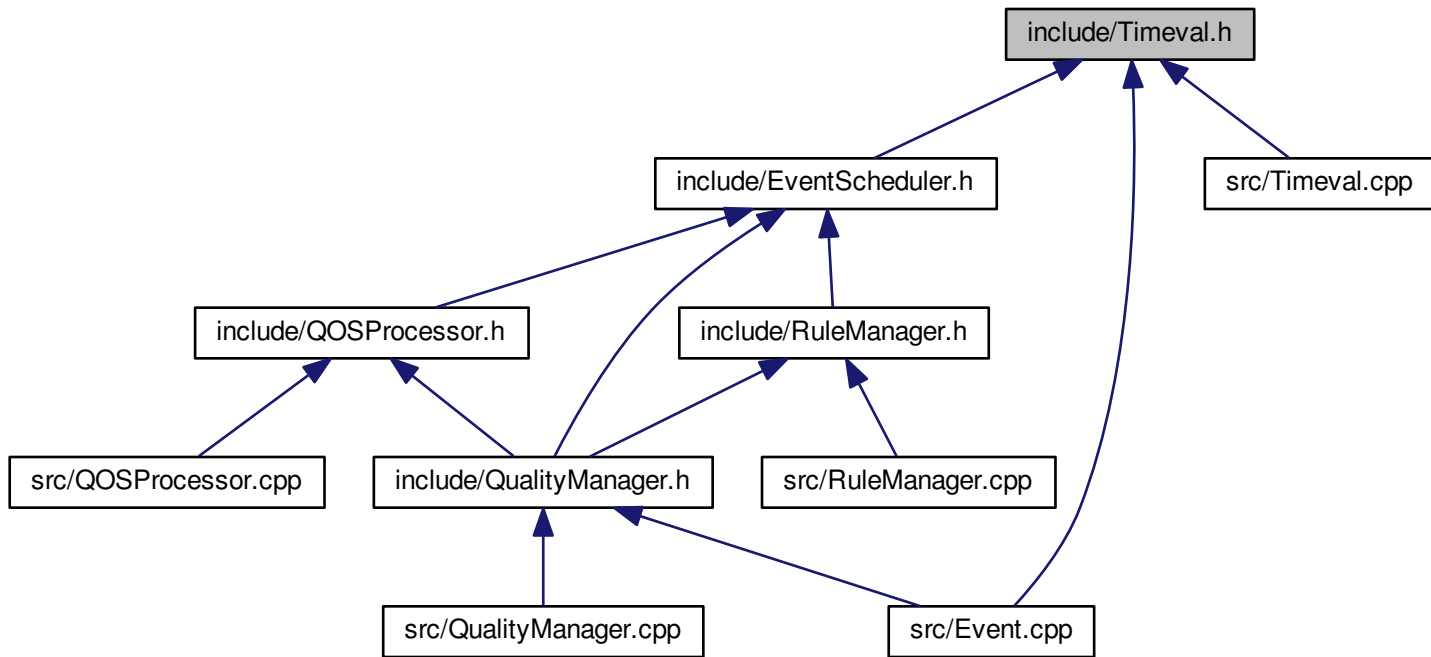 include/Timeval.h
include/EventScheduler.h
src/Timeval.cpp
include/QOSProcessor.h
include/RuleManager.h
src/QOSProcessor.cpp
include/QualityManager.h
src/RuleManager.cpp
src/QualityManager.cpp
src/Event.cpp